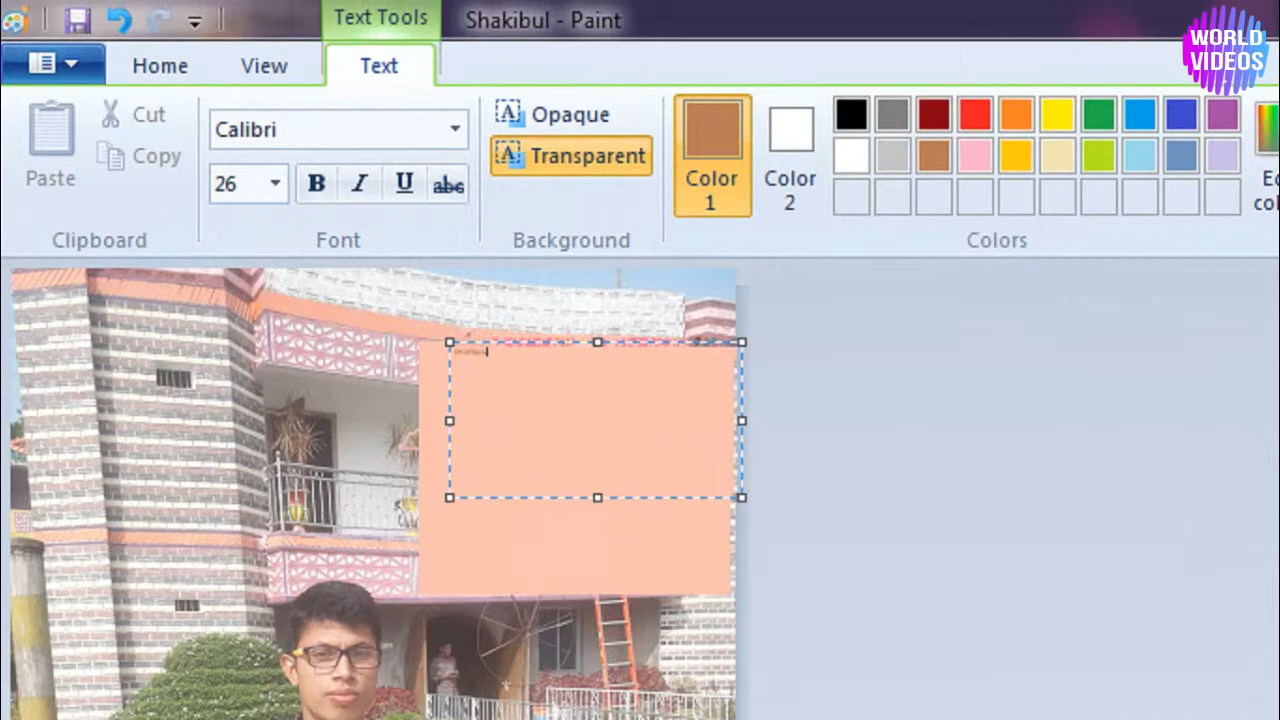 Text Tools
Shakibul - Paint
WORLD
VIDEOS
Home
View
Text
Paste
Cut
Copy
Calibri
26
B
I
U
abc
A Opaque
A Transparent
Color
1
Color
2
Clipboard
Font
Background
Colors